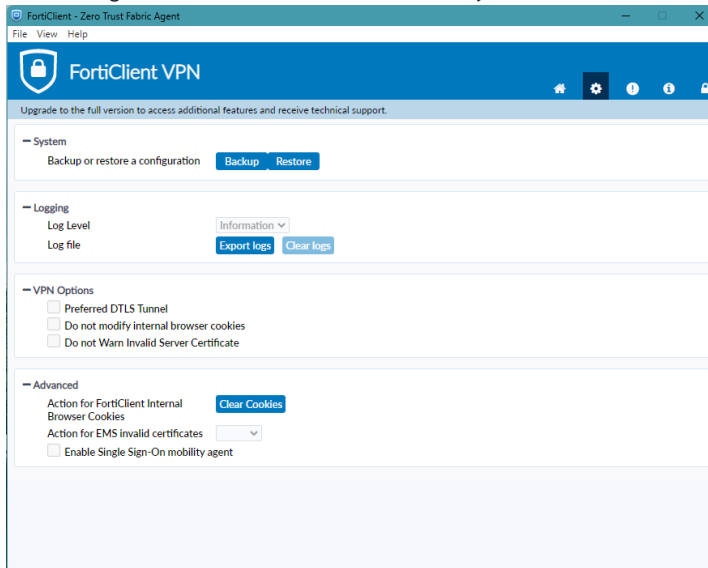 FortiClient - Zero Trust Fabric Agent
File View Help
FortiClient VPN
Upgrade to the full version to access additional features and receive technical support.
System
Backup or restore a configuration Backup Restore
Logging
Log Level Information
Log file Export logs Clear logs
VPN Options
Preferred DTLS Tunnel
Do not modify internal browser cookies
Do not Warn Invalid Server Certificate
Advanced
Action for FortiClient Internal Clear Cookies
Browser Cookies
Action for EMS invalid certificates
Enable Single Sign-On mobility agent